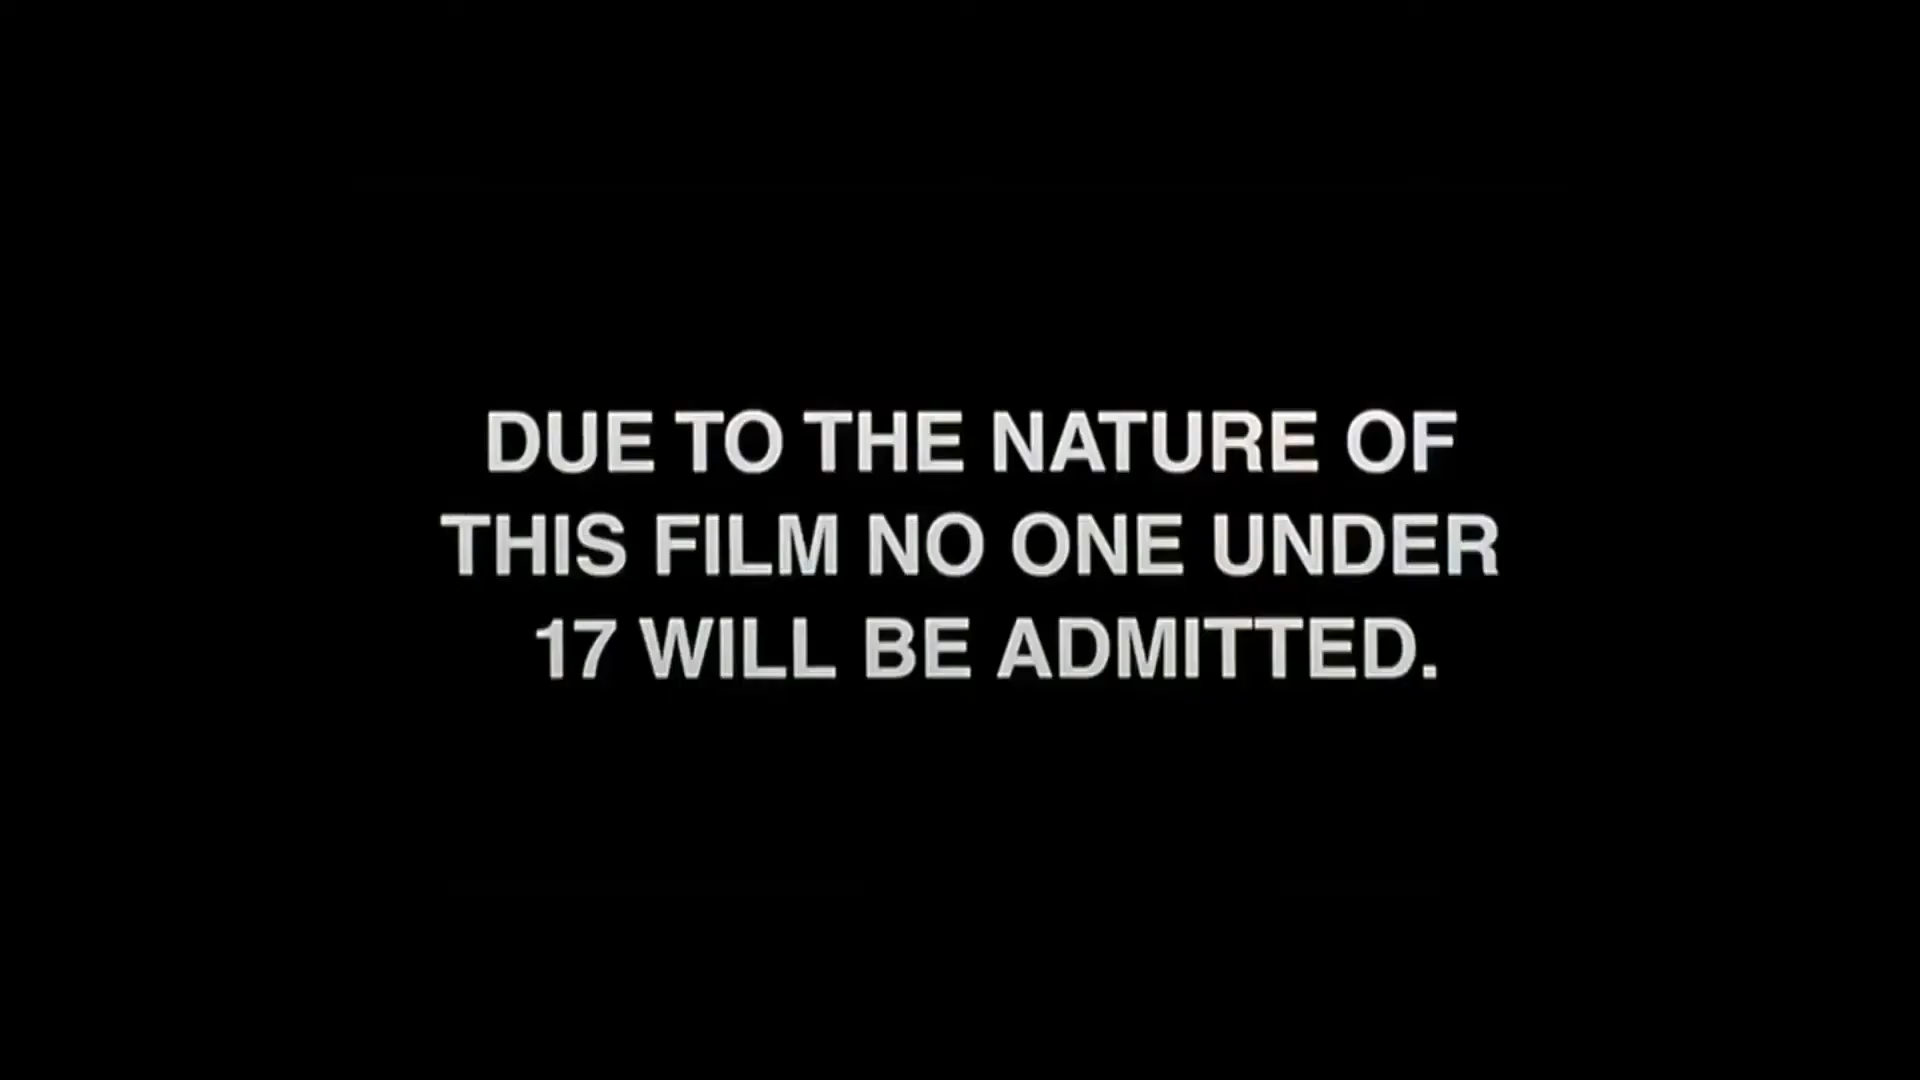 DUE TO THE NATURE OF
THIS FILM NO ONE UNDER
17 WILL BE ADMITTED.